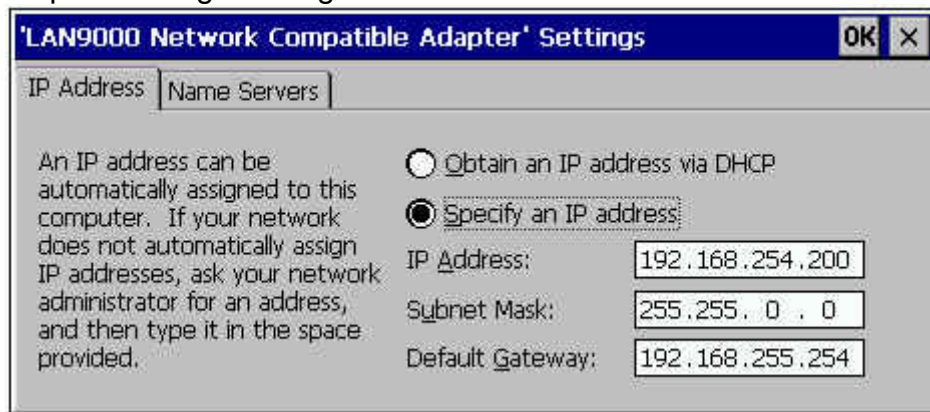 'LAN9000 Network Compatible Adapter' Settings OK ×
IP Address Name Servers
An IP address can be
automatically assigned to this
computer. If your network
does not automatically assign
IP addresses, ask your network
administrator for an address,
and then type it in the space
provided.
Obtain an IP address via DHCP
Specify an IP address
IP Address: 192.168.254.200
Subnet Mask: 255.255. 0 . 0
Default Gateway: 192.168.255.254